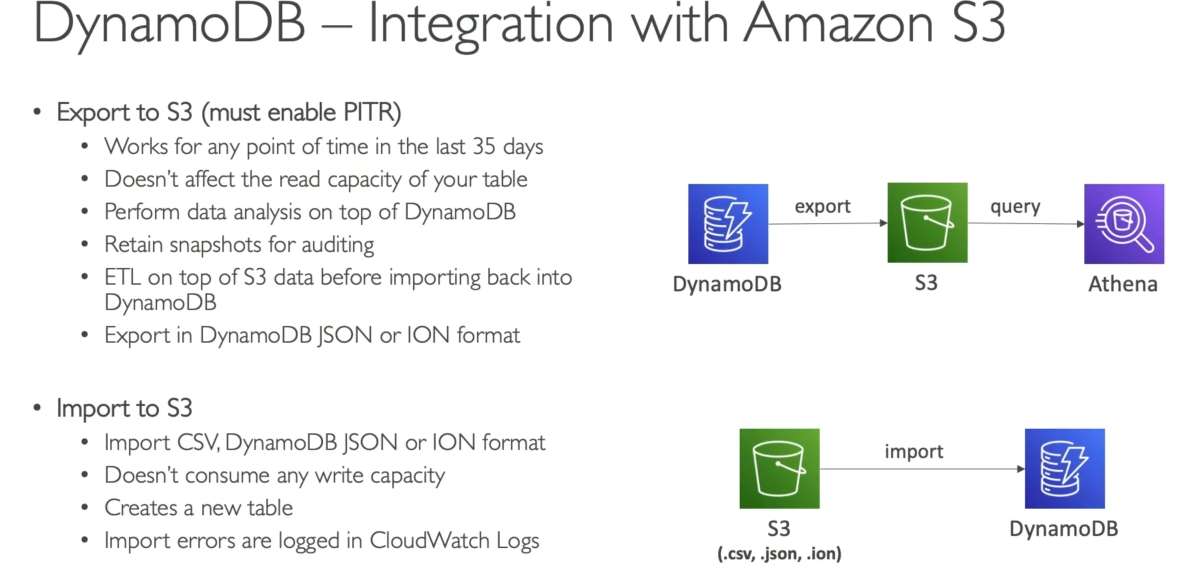 DynamoDB – Integration with Amazon S3
• Export to S3 (must enable PITR)
• Works for any point of time in the last 35 days
• Doesn't affect the read capacity of your table
• Perform data analysis on top of DynamoDB
• Retain snapshots for auditing
• ETL on top of S3 data before importing back into
DynamoDB
• Export in DynamoDB JSON or ION format
export
query
DynamoDB
S3
Athena
• Import to S3
• Import CSV, DynamoDB JSON or ION format
• Doesn't consume any write capacity
• Creates a new table
• Import errors are logged in CloudWatch Logs
import
S3
(.csv, .json, .ion)
DynamoDB